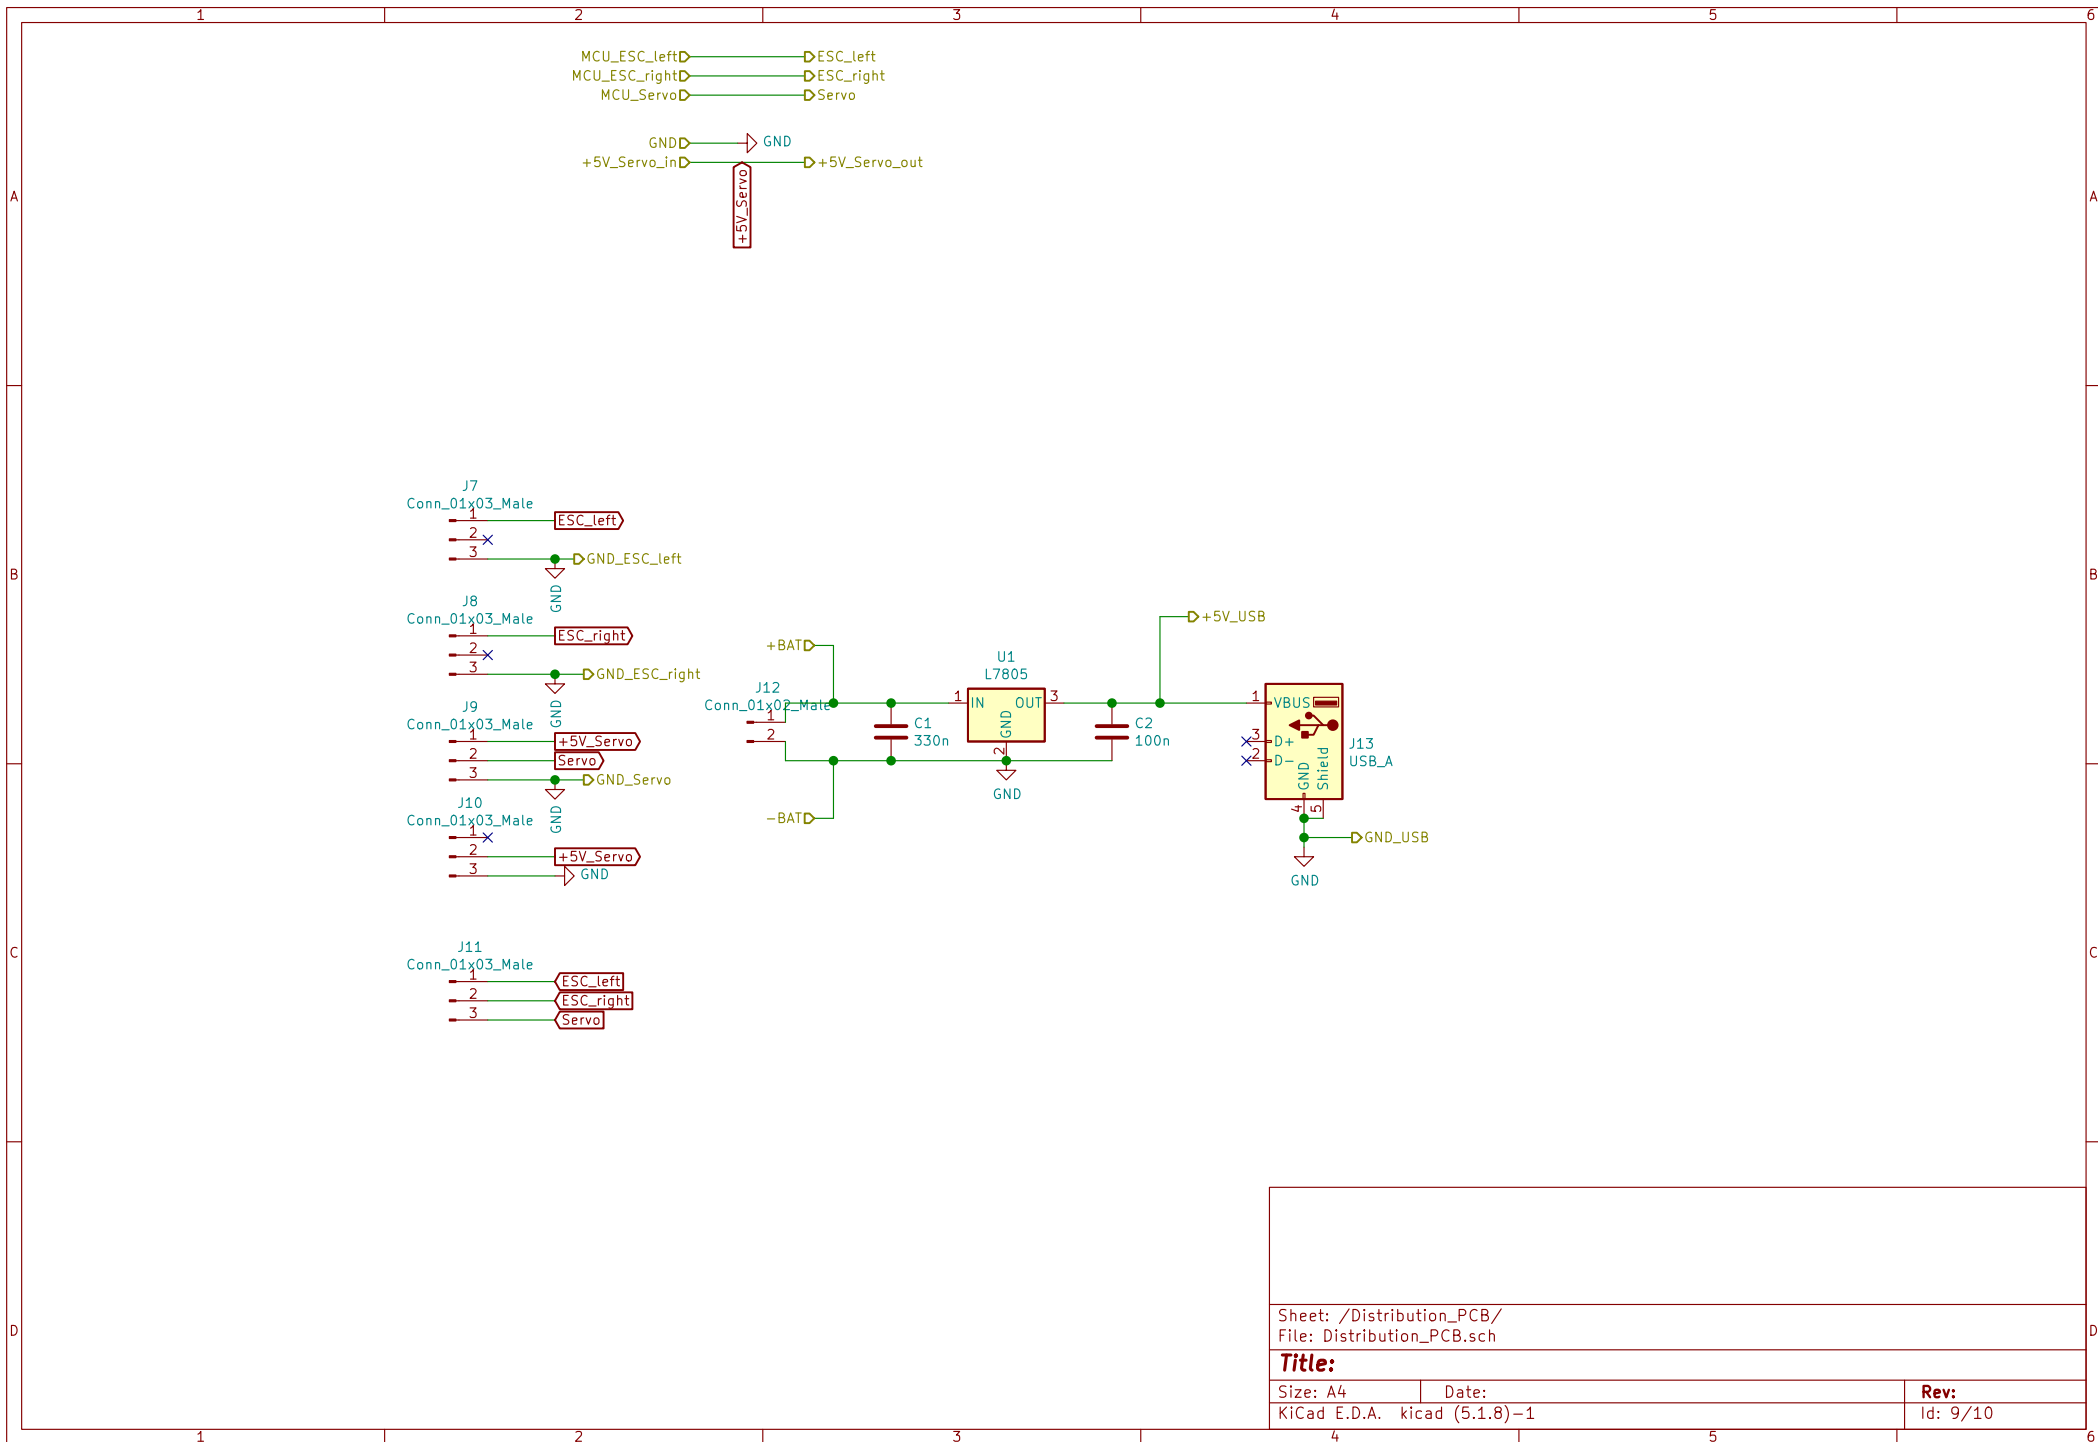 1 2 3 4 5 6
MCU_ESC_left ESC_left
MCU_ESC_right ESC_right
MCU_Servo Servo
GND GND
+5V_Servo_in +5V_Servo_out
+5V_Servo
A A
J7
Conn_01x03_Male
1 ESC_left
2
3 GND_ESC_left
GND
B B
J8
Conn_01x03_Male
1 ESC_right
2
3 GND_ESC_right
GND
J9
Conn_01x03_Male
1 +5V_Servo
2 Servo
3 GND_Servo
GND
J10
Conn_01x03_Male
1
2 +5V_Servo
3 GND
J11
Conn_01x03_Male
1 ESC_left
2 ESC_right
3 Servo
+BAT
J12
Conn_01x02_Male
1
2
-BAT
C1
330n
U1
L7805
1 IN OUT 3
GND
2
GND
C2
100n
+5V_USB
1 VBUS
3 D+
2 D-
GND
Shield
4 5
J13
USB_A
GND_USB
GND
C C
D D
Sheet: /Distribution_PCB/
File: Distribution_PCB.sch
Title:
Size: A4 Date: Rev:
KiCad E.D.A. kicad (5.1.8)-1 Id: 9/10
1 2 3 4 5 6